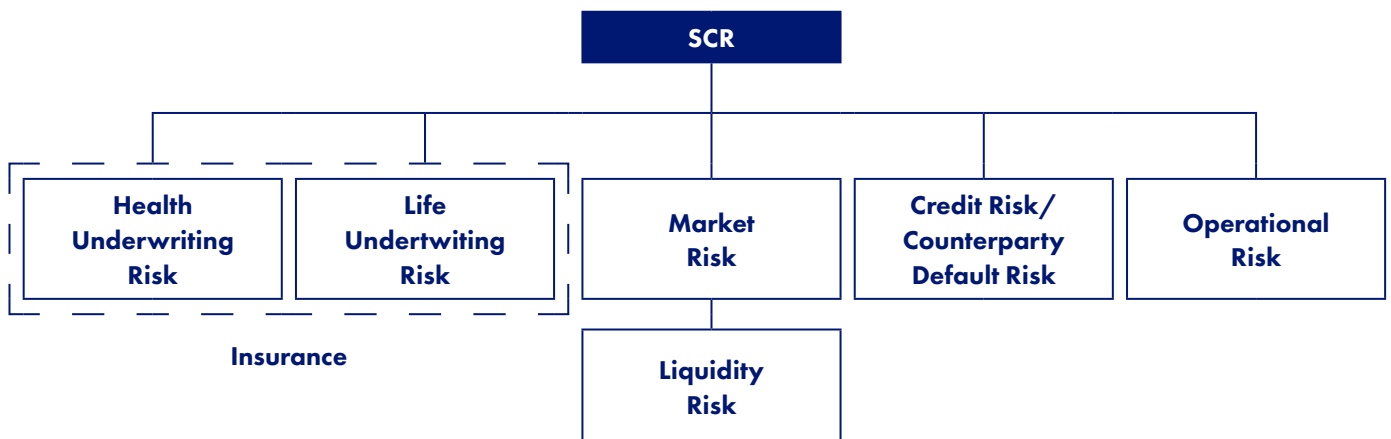 SCR
Health
Underwriting
Risk
Life
Undertwiting
Risk
Market
Risk
Credit Risk/
Counterparty
Default Risk
Operational
Risk
Insurance
Liquidity
Risk